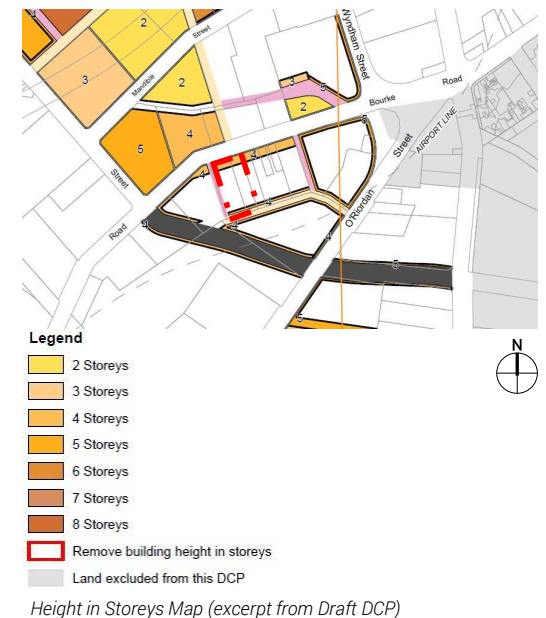 2
Street
Wyndham Street
3
3
5
Mandible
2
2
Road
Bourke
5
4
5
Street
AIRPORT LINE
4
4
Street
4
O'Riordan
Road
4
4
4
5
5
Legend
N
2 Storeys
3 Storeys
4 Storeys
5 Storeys
6 Storeys
7 Storeys
8 Storeys
Remove building height in storeys
Land excluded from this DCP
Height in Storeys Map (excerpt from Draft DCP)